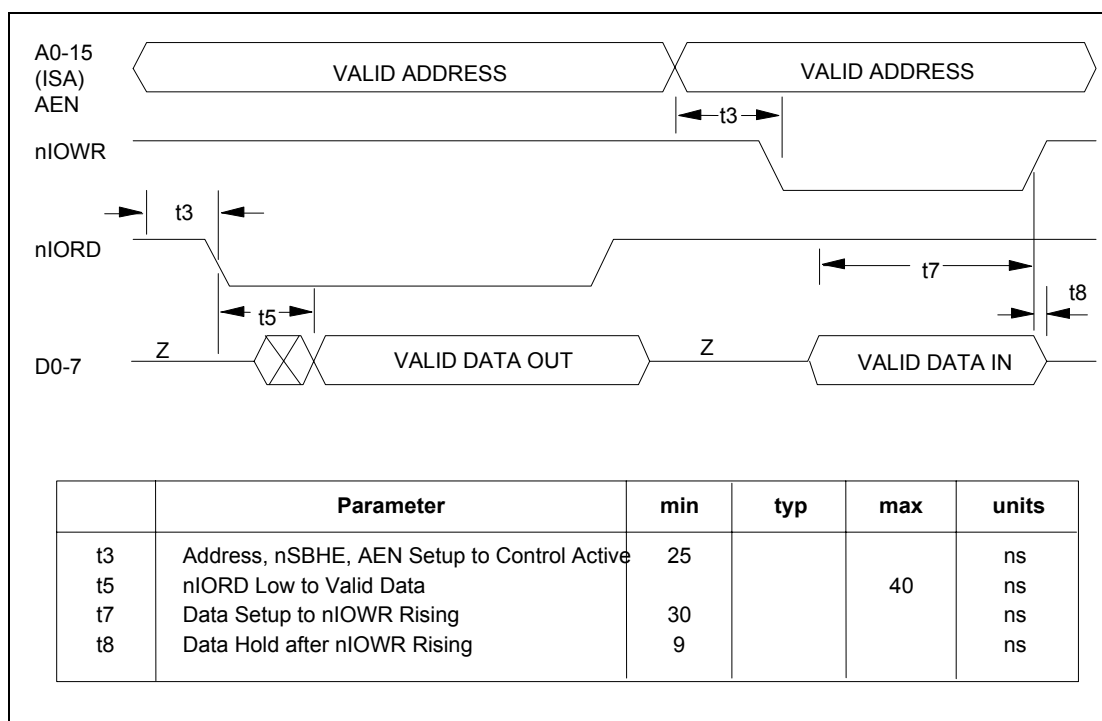 A0-15
(ISA)
AEN
VALID ADDRESS
VALID ADDRESS
t3
nIOWR
t3
nIORD
t7
t8
t5
D0-7
Z
VALID DATA OUT
Z
VALID DATA IN
Parameter min typ max units
t3 Address, nSBHE, AEN Setup to Control Active 25 ns
t5 nIORD Low to Valid Data 40 ns
t7 Data Setup to nIOWR Rising 30 ns
t8 Data Hold after nIOWR Rising 9 ns